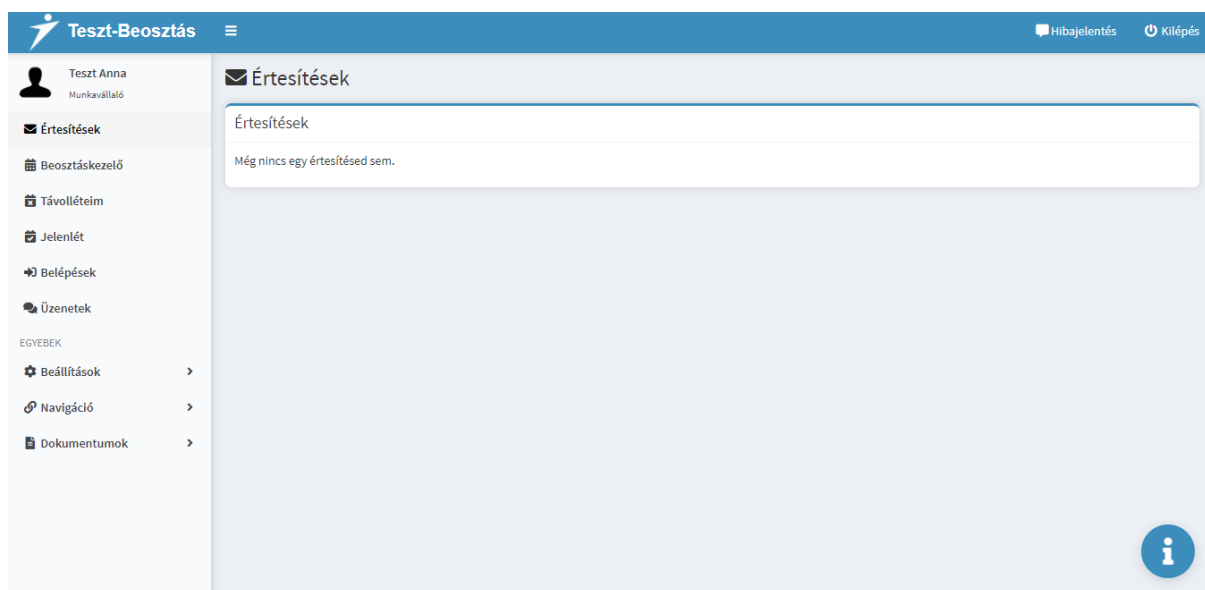 Teszt-Beosztás
Hibajelentés
Kilépés
Teszt Anna
Munkavállaló
Értesítések
Beosztáskezelő
Távolléteim
Jelenlét
Belépések
Üzenetek
EGYEBEK
Beállítások
Navigáció
Dokumentumok
Értesítések
Értesítések
Még nincs egy értesítésed sem.